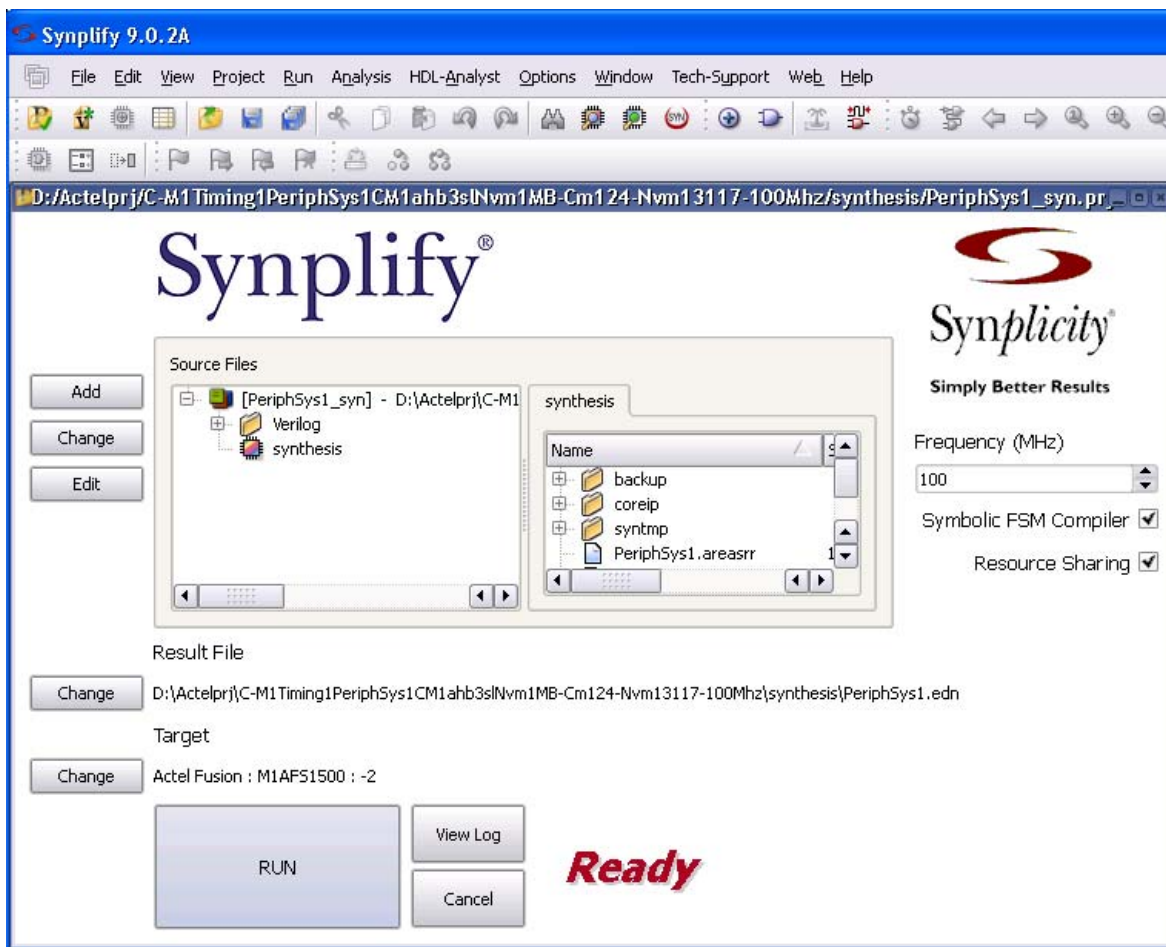 Synplify 9.0.2A
File Edit View Project Run Analysis HDL-Analyst Options Window Tech-Support Web Help
SYN
D:/Actelprj/C-M1Timing1PeriphSys1CM1ahb3slNvm1MB-Cm124-Nvm13117-100Mhz/synthesis/PeriphSys1_syn.prj
Synplify®
Synplicity®
Simply Better Results
Source Files
Add
Change
Edit
[PeriphSys1_syn] - D:\Actelprj\C-M1
Verilog
synthesis
synthesis
Name
backup
coreip
syntmp
PeriphSys1.areasrr 1
Frequency (MHz)
100
Symbolic FSM Compiler
Resource Sharing
Result File
Change D:\Actelprj\C-M1Timing1PeriphSys1CM1ahb3slNvm1MB-Cm124-Nvm13117-100Mhz\synthesis\PeriphSys1.edn
Target
Change Actel Fusion : M1AFS1500 : -2
RUN
View Log
Cancel
Ready